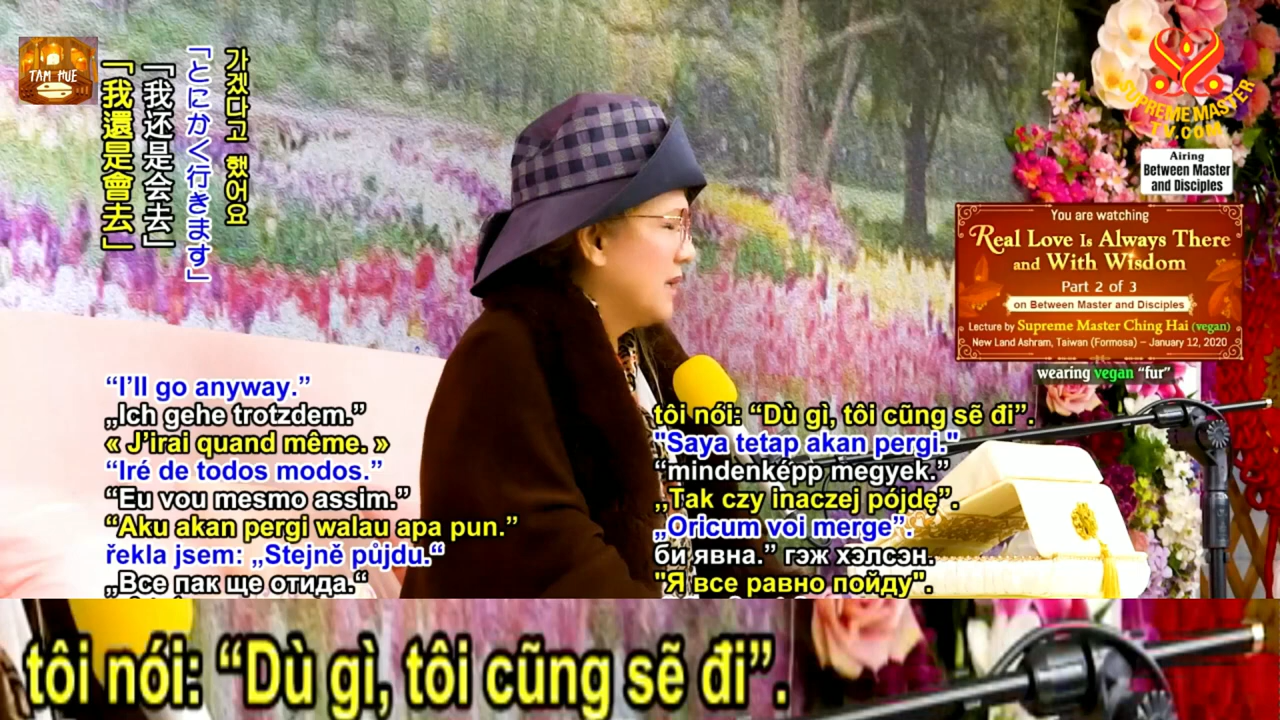 TAM HUE
「我還是會去」
「我还是会去」
「とにかく行きます」
가겠다고 했어요
SUPREME MASTER
TV.COM
Airing
Between Master
and Disciples
You are watching
Real Love Is Always There
and With Wisdom
Part 2 of 3
on Between Master and Disciples
Lecture by Supreme Master Ching Hai (vegan)
New Land Ashram, Taiwan (Formosa) – January 12, 2020
wearing vegan “fur”
“I’ll go anyway.”
„Ich gehe trotzdem.”
« J’irai quand même. »
“Iré de todos modos.”
“Eu vou mesmo assim.”
“Aku akan pergi walau apa pun.”
řekla jsem: „Stejně půjdu.“
„Все пак ще отида.“
tôi nói: “Dù gì, tôi cũng sẽ đi”.
"Saya tetap akan pergi."
“mindenképp megyek.”
„Tak czy inaczej pójdę”.
„Oricum voi merge”.
би явна.” гэж хэлсэн.
"Я все равно пойду".
tôi nói: “Dù gì, tôi cũng sẽ đi”.